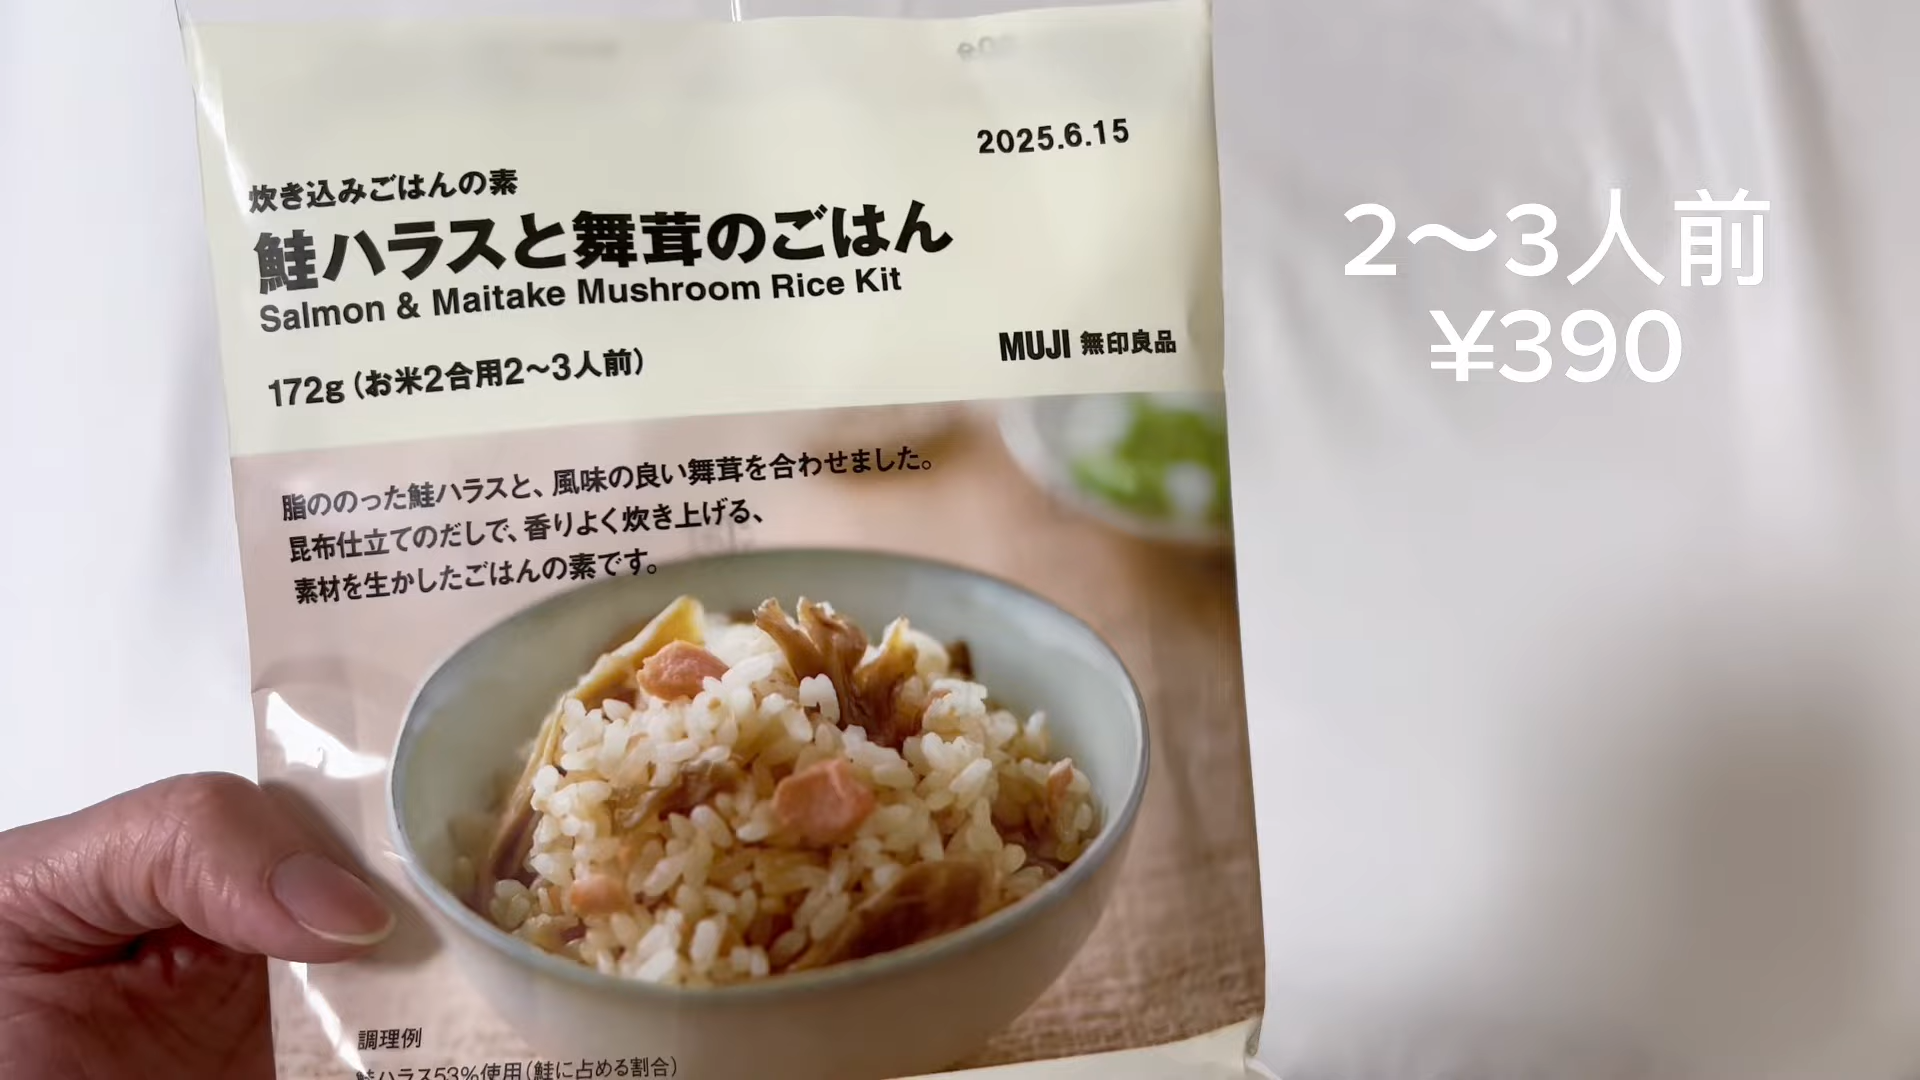 2025.6.15
炊き込みごはんの素
鮭ハラスと舞茸のごはん
Salmon & Maitake Mushroom Rice Kit
172g(お米2合用2〜3人前)
MUJI 無印良品
2〜3人前
¥390
脂ののった鮭ハラスと、風味の良い舞茸を合わせました。
昆布仕立てのだしで、香りよく炊き上げる、
素材を生かしたごはんの素です。
調理例
鮭ハラス53%使用(鮭に占める割合)